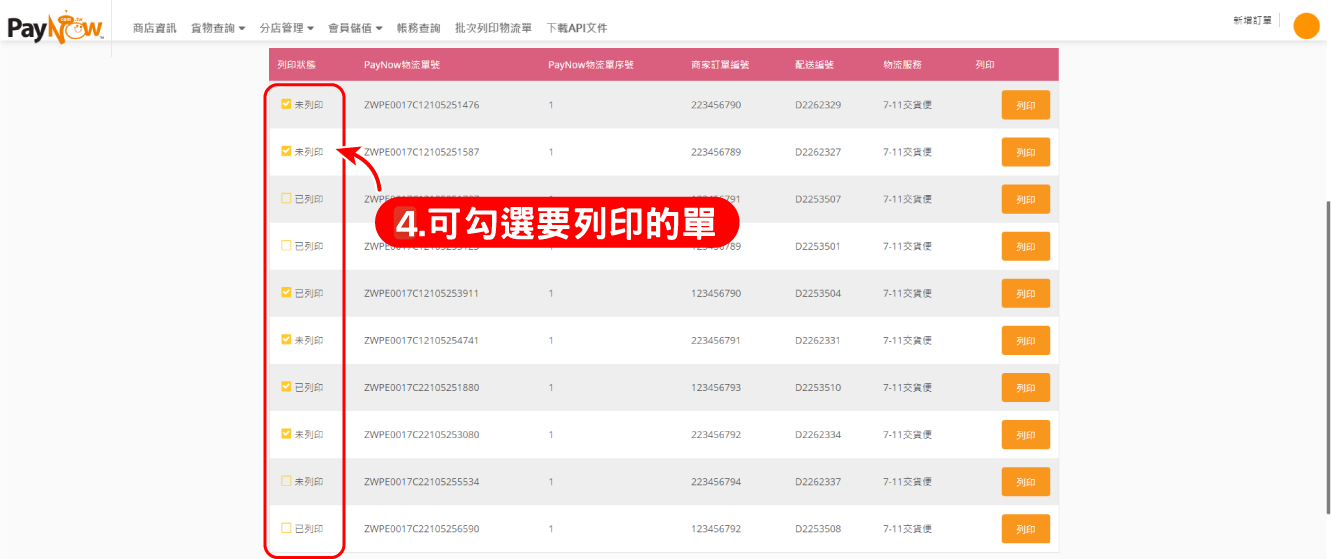 PayNow
.com.tw
商店資訊 貨物查詢 分店管理 會員儲值 帳務查詢 批次列印物流單 下載API文件 新增訂單
列印狀態 PayNow物流單號 PayNow物流單序號 商家訂單編號 配送編號 物流服務 列印
未列印 ZWPE0017C12105251476 1 223456790 D2262329 7-11交貨便 列印
未列印 ZWPE0017C12105251587 1 223456789 D2262327 7-11交貨便 列印
已列印 D2253507 7-11交貨便 列印
4.可勾選要列印的單
已列印 D2253501 7-11交貨便 列印
已列印 ZWPE0017C12105253911 1 123456790 D2253504 7-11交貨便 列印
未列印 ZWPE0017C12105254741 1 223456791 D2262331 7-11交貨便 列印
已列印 ZWPE0017C22105251880 1 123456793 D2253510 7-11交貨便 列印
未列印 ZWPE0017C22105253080 1 223456792 D2262334 7-11交貨便 列印
未列印 ZWPE0017C22105255534 1 223456794 D2262337 7-11交貨便 列印
已列印 ZWPE0017C22105256590 1 123456792 D2253508 7-11交貨便 列印